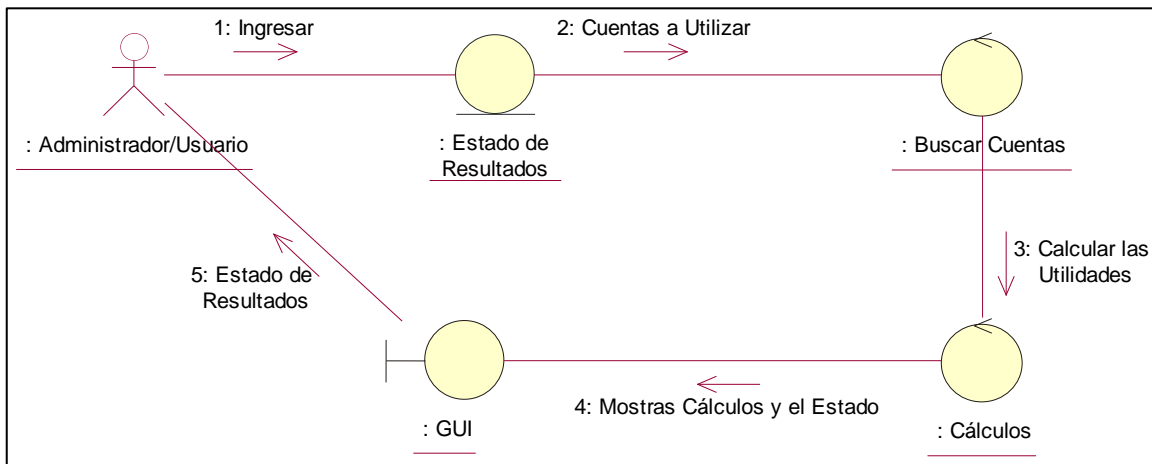 1: Ingresar
2: Cuentas a Utilizar
: Administrador/Usuario
: Estado de
Resultados
: Buscar Cuentas
3: Calcular las
Utilidades
5: Estado de
Resultados
4: Mostras Cálculos y el Estado
: GUI
: Cálculos